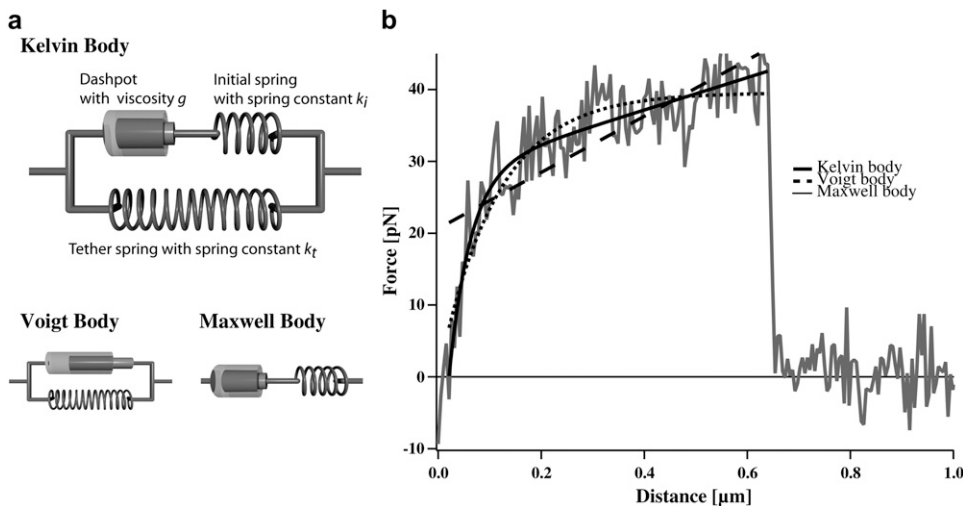 a
Kelvin Body
Dashpot
with viscosity g
Initial spring
with spring constant ki
Tether spring with spring constant kt
Voigt Body
Maxwell Body
b
Force [pN]
40
30
20
10
0
-10
Kelvin body
Voigt body
Maxwell body
0.0
0.2
0.4
0.6
0.8
1.0
Distance [µm]